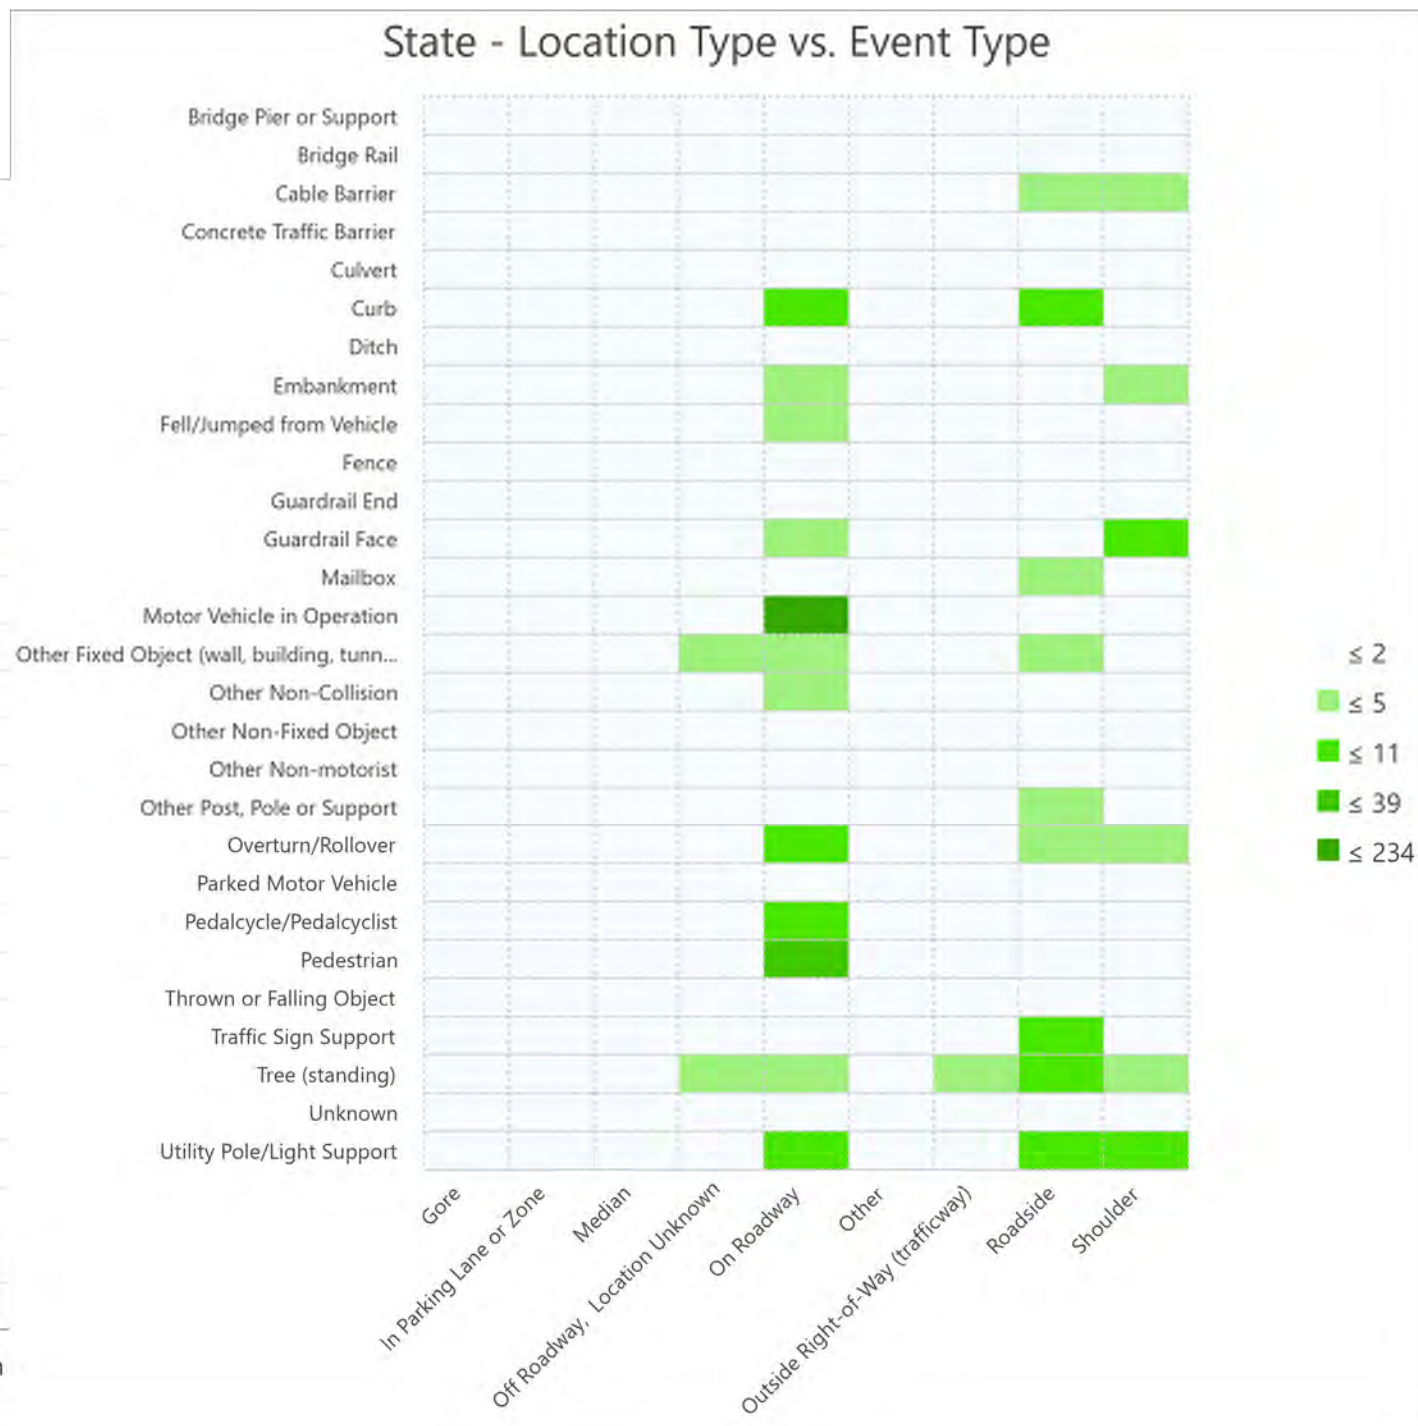 State - Location Type vs. Event Type
Bridge Pier or Support
Bridge Rail
Cable Barrier
Concrete Traffic Barrier
Culvert
Curb
Ditch
Embankment
Fell/Jumped from Vehicle
Fence
Guardrail End
Guardrail Face
Mailbox
Motor Vehicle in Operation
Other Fixed Object (wall, building, tunn...
Other Non-Collision
Other Non-Fixed Object
Other Non-motorist
Other Post, Pole or Support
Overturn/Rollover
Parked Motor Vehicle
Pedalcycle/Pedalcyclist
Pedestrian
Thrown or Falling Object
Traffic Sign Support
Tree (standing)
Unknown
Utility Pole/Light Support
Gore
In Parking Lane or Zone
Median
Off Roadway, Location Unknown
On Roadway
Other
Outside Right-of-Way (trafficway)
Roadside
Shoulder
≤ 2
≤ 5
≤ 11
≤ 39
≤ 234